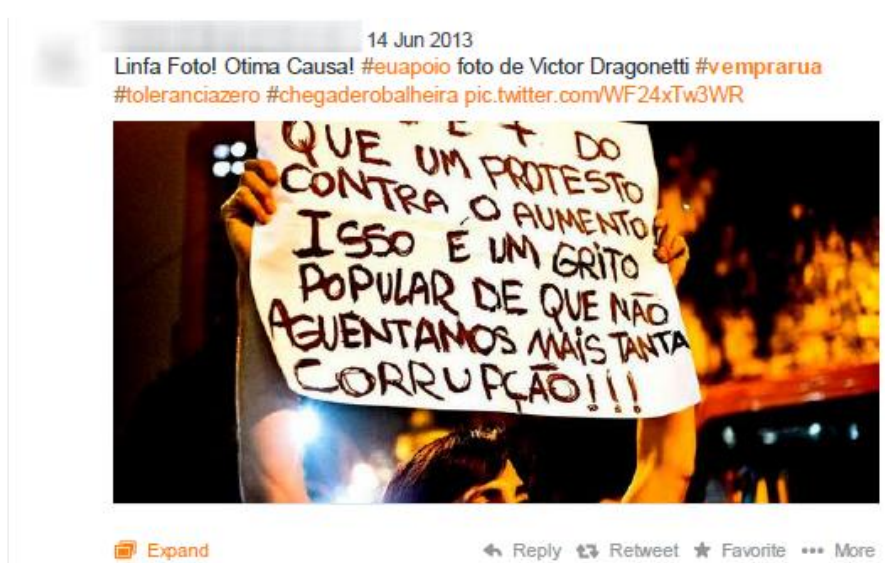 14 Jun 2013
Linfa Foto! Otima Causa! #euapoio foto de Victor Dragonetti #vemprarua
#toleranciazero #chegaderobalheira pic.twitter.com/WF24xTw3WR
É + DO
QUE UM PROTESTO
CONTRA O AUMENTO
ISSO É UM GRITO
POPULAR DE QUE NÃO
AGUENTAMOS MAIS TANTA
CORRUPÇÃO!!!
Expand Reply Retweet Favorite More